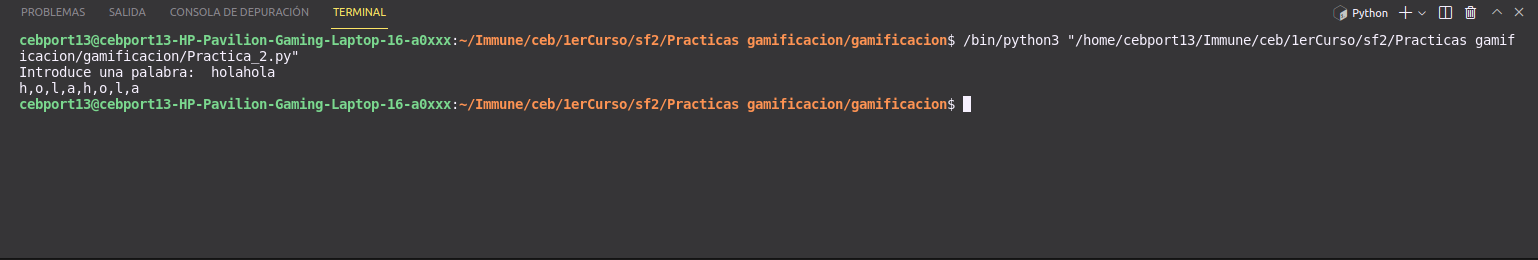 PROBLEMAS SALIDA CONSOLA DE DEPURACIÓN TERMINAL Python
cebport13@cebport13-HP-Pavilion-Gaming-Laptop-16-a0xxx:~/Immune/ceb/1erCurso/sf2/Practicas gamificacion/gamificacion$ /bin/python3 "/home/cebport13/Immune/ceb/1erCurso/sf2/Practicas gamif
icacion/gamificacion/Practica_2.py"
Introduce una palabra:  holahola
h,o,l,a,h,o,l,a
cebport13@cebport13-HP-Pavilion-Gaming-Laptop-16-a0xxx:~/Immune/ceb/1erCurso/sf2/Practicas gamificacion/gamificacion$